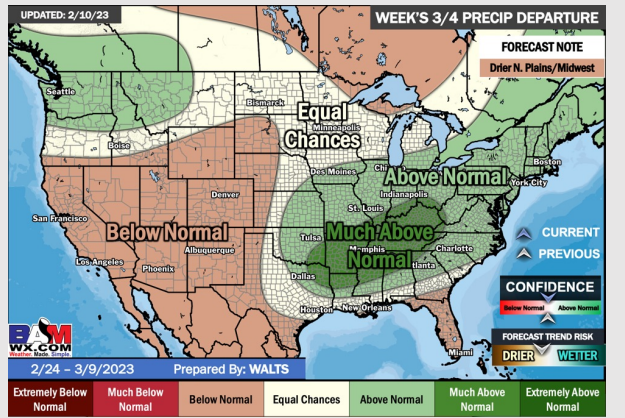 UPDATED: 2/10/23
WEEK'S 3/4 PRECIP DEPARTURE
FORECAST NOTE
Drier N. Plains/Midwest
Seattle
Bismarck
Equal
Chances
Minneapolis
Boise
Boston
Des Moines
Chi
Above Normal
York City
Indianapolis
Denver
St. Louis
San Francisco
Below Normal
Much Above
Normal
CURRENT
Tulsa
Memphis
Charlotte
Albuquerque
PREVIOUS
Los Angeles
Phoenix
tlanta
Dallas
CONFIDENCE
Below Normal
Above Normal
Houston
New Orleans
FORECAST TREND RISK
DRIER
WETTER
Miami
BAM
WX.COM
Weather. Made. Simple.
2/24 – 3/9/2023
Prepared By: WALTS
Extremely Below Normal
Much Below Normal
Below Normal
Equal Chances
Above Normal
Much Above Normal
Extremely Above Normal